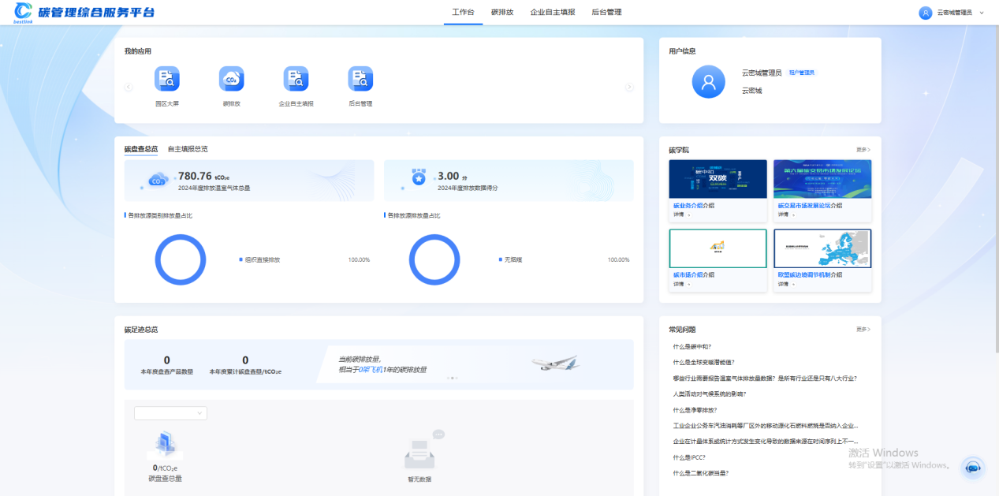 bestlink
碳管理综合服务平台
工作台
碳排放
企业自主填报
后台管理
云密城管理员
我的应用
园区大屏
碳排放
企业自主填报
后台管理
用户信息
云密城管理员
租户管理员
云密城
碳盘查总览
自主填报总览
780.76 tCO₂e
2024年度排放温室气体总量
3.00 分
2024年度排放数据得分
各排放源类别排放量占比
组织直接排放
100.00%
各排放源排放量占比
无烟煤
100.00%
碳学院
更多>
碳中和
双碳
第六届碳交易市场发展论坛
碳业务介绍介绍
详情
碳交易市场发展论坛介绍
详情
碳市场介绍介绍
详情
欧盟碳边境调节机制介绍
详情
碳足迹总览
0
本年度盘查产品数量
0
本年度累计碳盘查量/tCO₂e
当前碳排放量,
相当于0架飞机1年的碳排放量
0/tCO₂e
碳盘查总量
暂无数据
常见问题
更多>
什么是碳中和?
什么是全球变暖潜能值?
哪些行业需要报告温室气体排放量数据? 是所有行业还是只有八大行业?
人类活动对气候系统的影响?
什么是净零排放?
工业企业公务车汽油消耗等厂区外的移动源化石燃料燃烧是否纳入企业...
企业在计量体系或统计方式发生变化导致的数据来源在时间序列上不一...
什么是IPCC?
什么是二氧化碳当量?
激活 Windows
转到"设置"以激活 Windows。